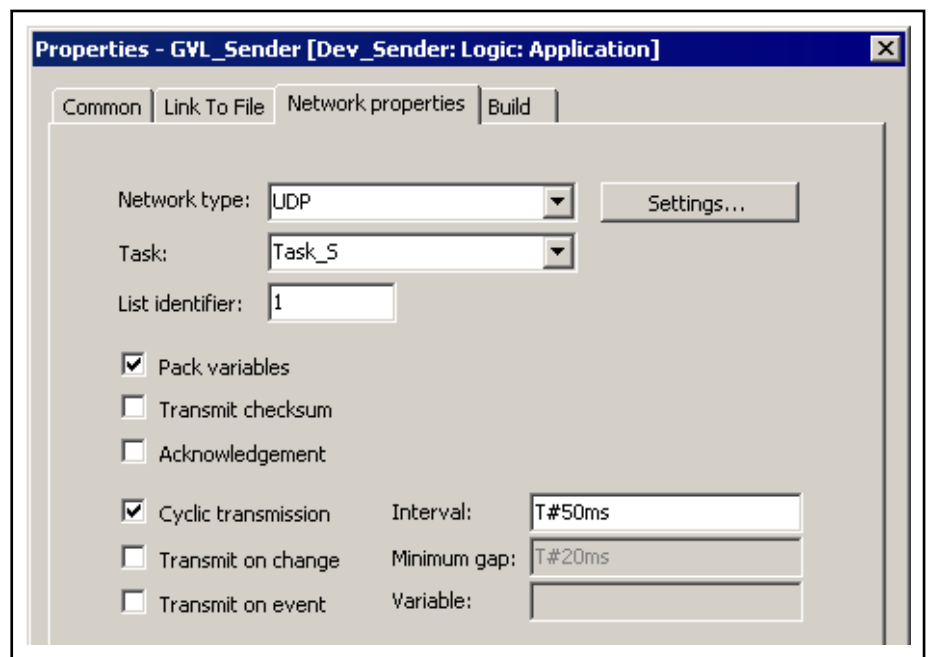 Properties - GVL_Sender [Dev_Sender: Logic: Application]
Common Link To File Network properties Build
Network type: UDP Settings...
Task: Task_S
List identifier: 1
Pack variables
Transmit checksum
Acknowledgement
Cyclic transmission Interval: T#50ms
Transmit on change Minimum gap: T#20ms
Transmit on event Variable: